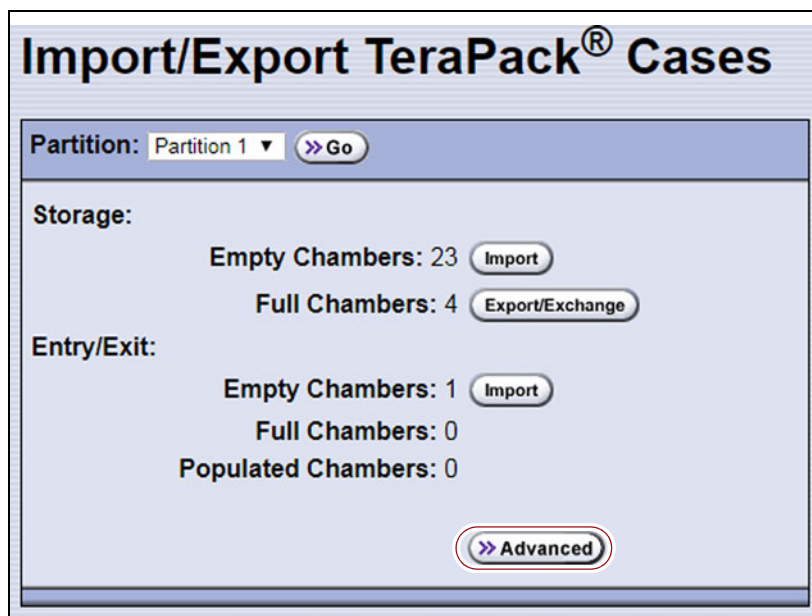 Import/Export TeraPack® Cases
Partition: Partition 1 ▼ >> Go
Storage:
Empty Chambers: 23 Import
Full Chambers: 4 Export/Exchange
Entry/Exit:
Empty Chambers: 1 Import
Full Chambers: 0
Populated Chambers: 0
>> Advanced